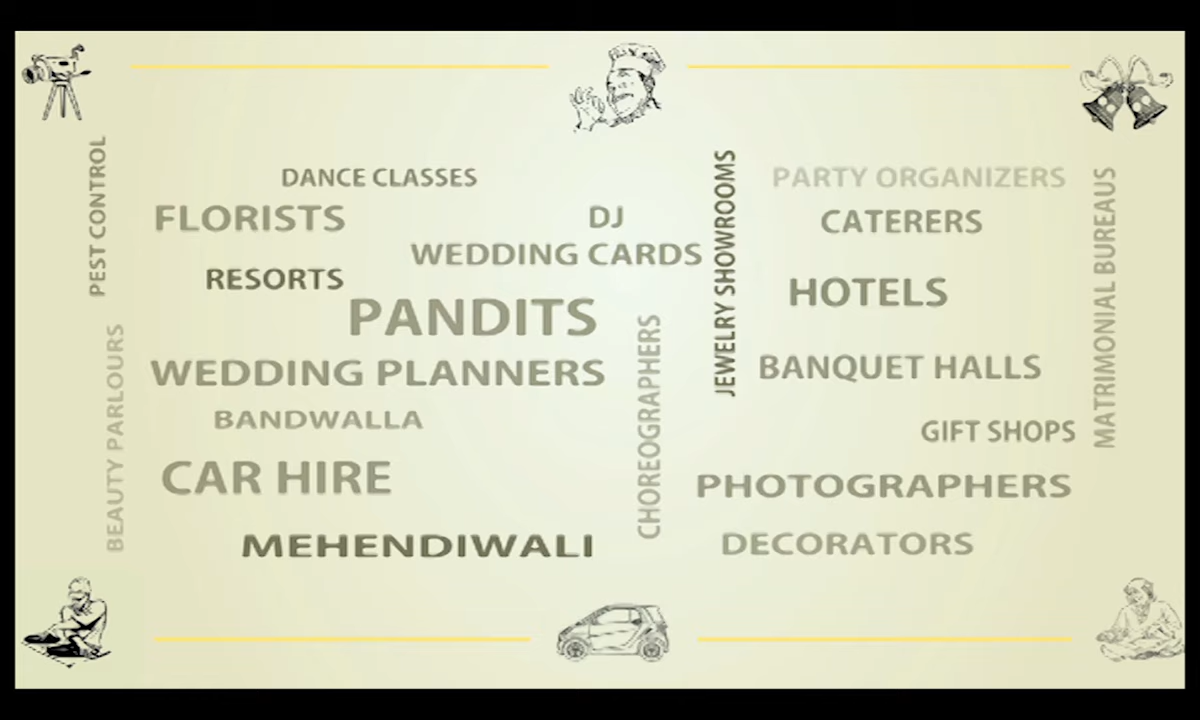 PEST CONTROL
BEAUTY PARLOURS
DANCE CLASSES
FLORISTS
DJ
WEDDING CARDS
RESORTS
PANDITS
WEDDING PLANNERS
BANDWALLA
CAR HIRE
MEHENDIWALI
CHOREOGRAPHERS
JEWELRY SHOWROOMS
PARTY ORGANIZERS
CATERERS
HOTELS
BANQUET HALLS
GIFT SHOPS
PHOTOGRAPHERS
DECORATORS
MATRIMONIAL BUREAUS